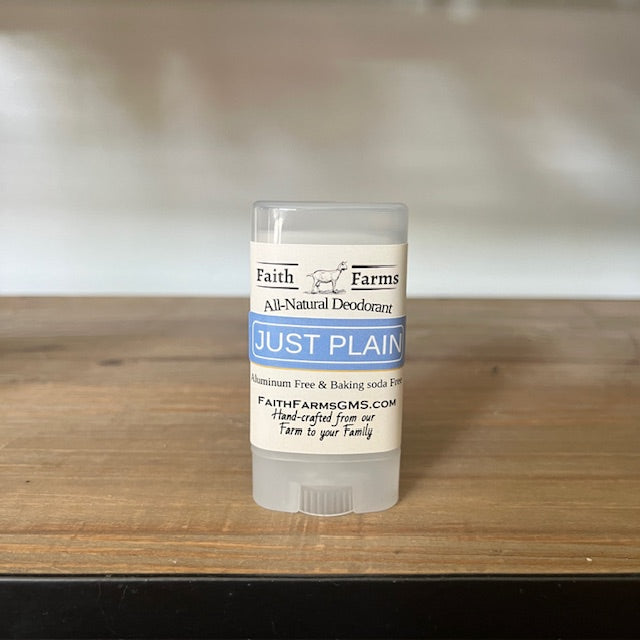 Faith Farms
All-Natural Deodorant
JUST PLAIN
Aluminum Free & Baking soda Free
FAITHFARMSGMS.COM
Hand-crafted from our
Farm to your Family